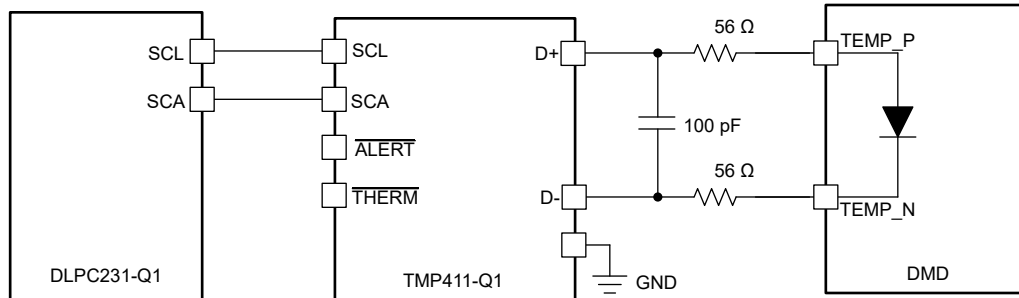 SCL
SCA
DLPC231-Q1
SCL
SCA
ALERT
THERM
D+
D-
GND
TMP411-Q1
56 Ω
100 pF
56 Ω
TEMP_P
TEMP_N
DMD